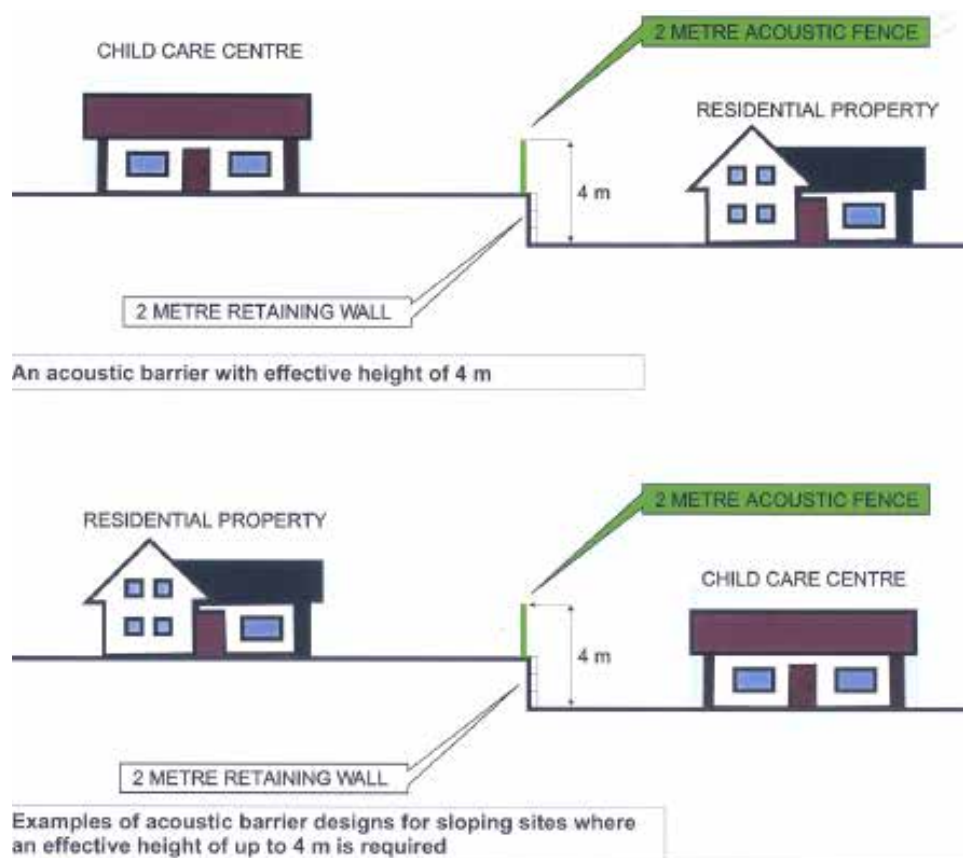 2 METRE ACOUSTIC FENCE
CHILD CARE CENTRE
RESIDENTIAL PROPERTY
4 m
2 METRE RETAINING WALL
An acoustic barrier with effective height of 4 m
2 METRE ACOUSTIC FENCE
RESIDENTIAL PROPERTY
CHILD CARE CENTRE
4 m
2 METRE RETAINING WALL
Examples of acoustic barrier designs for sloping sites where
an effective height of up to 4 m is required